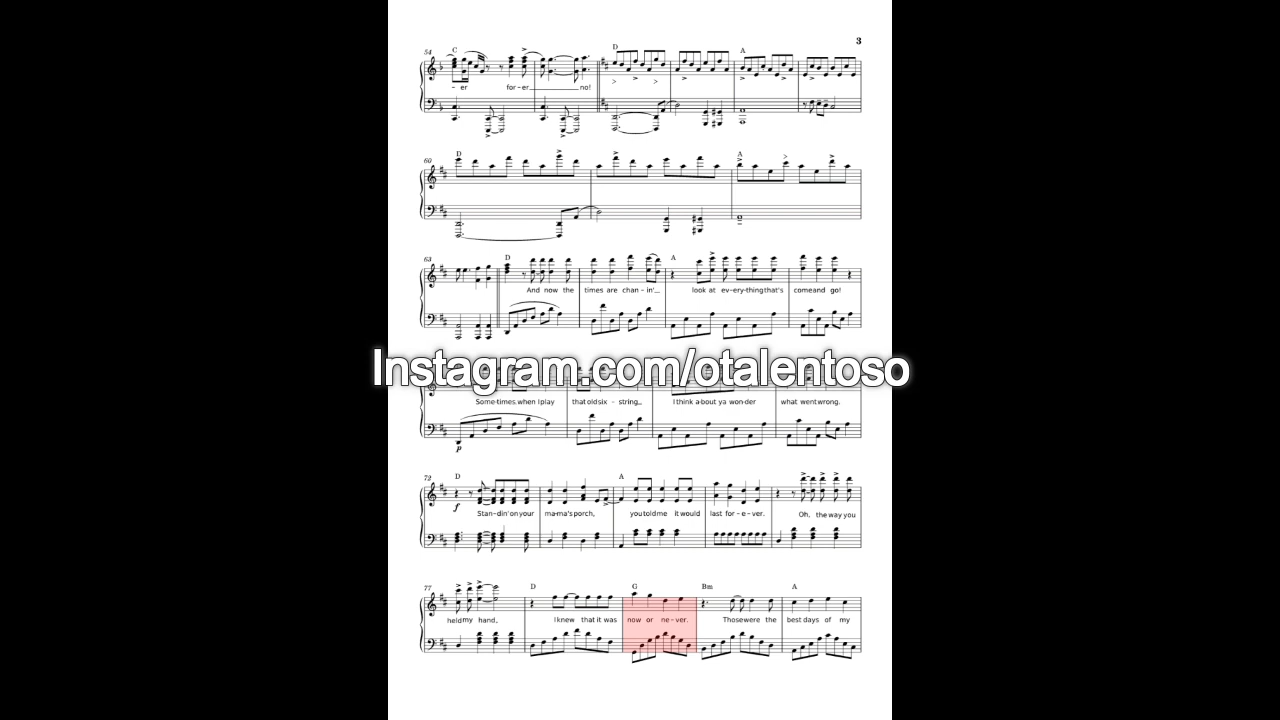 3
54 C D A
- er for-er no!
60 D A
63 D A
And now the times are chan-in' look at ev-ery-thing that's come and go!
Instagram.com/otalentoso
Some-times when I play that old six-string I think a-bout ya won-der what went wrong.
p
72 D A
f
Stan-din' on your ma-ma's porch, you told me it would last for-e-ver. Oh, the way you
77 D G Bm A
held my hand, I knew that it was now or ne-ver. Those were the best days of my